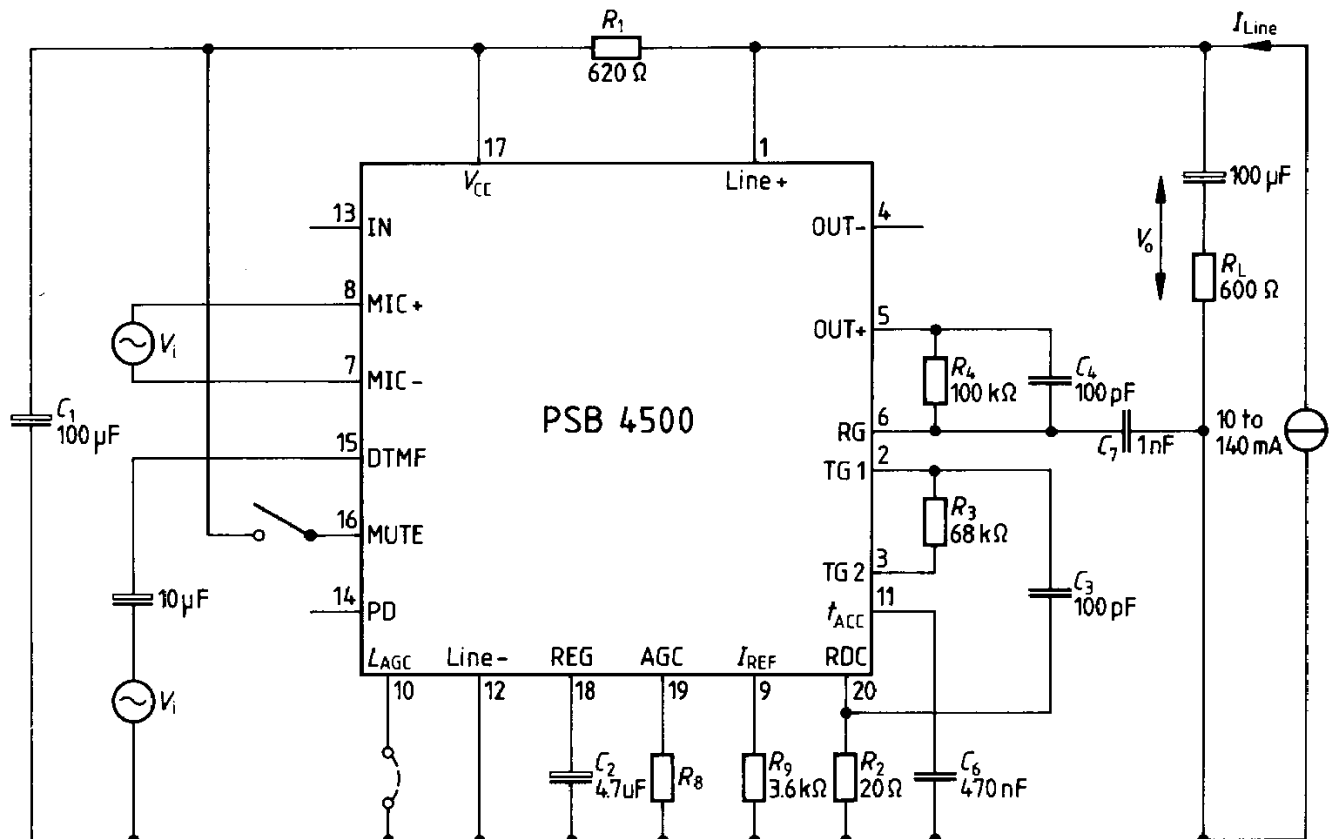 R1
620 Ω
ILine
17
VCC
1
Line+
100 µF
Vo
RL
600 Ω
13 IN
OUT- 4
8 MIC+
Vi
7 MIC-
OUT+ 5
R4
100 kΩ
C4
100 pF
C1
100 µF
PSB 4500
RG 6
C7 1 nF
10 to
140 mA
15 DTMF
TG 1 2
R3
68 kΩ
16 MUTE
TG 2 3
C3
100 pF
10 µF
14 PD
tACC 11
LAGC Line- REG AGC IREF RDC
10 12 18 19 9 20
Vi
C2
4.7uF
R8
R9
3.6 kΩ
R2
20 Ω
C6
470 nF